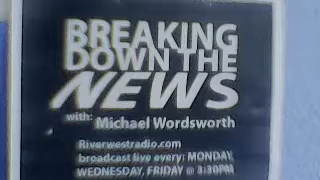 BREAKING
DOWN THE
NEWS
with: Michael Wordsworth
Riverwestradio.com
broadcast live every: MONDAY,
WEDNESDAY, FRIDAY @ 3:30PM